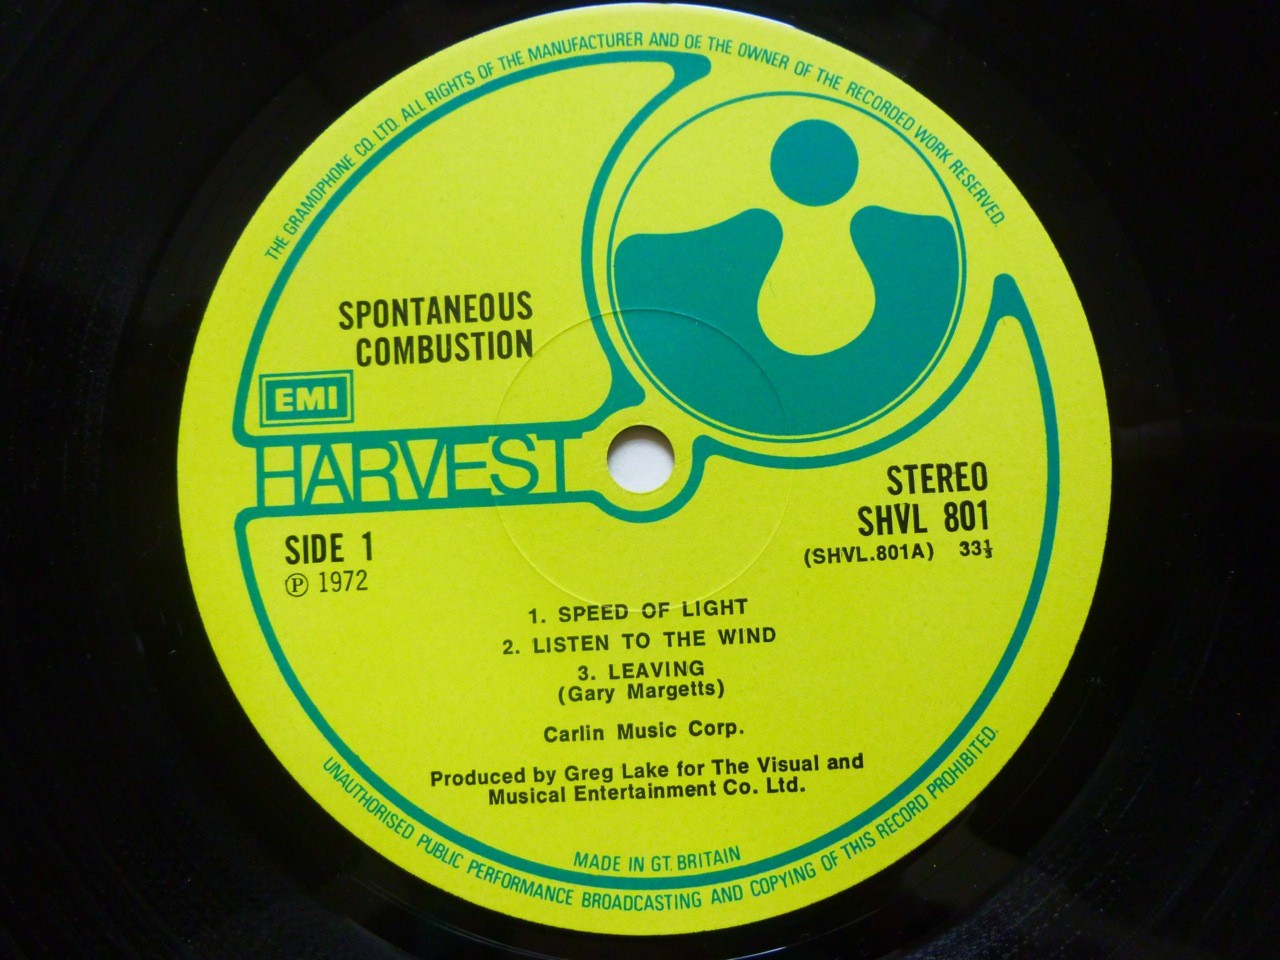 THE GRAMOPHONE CO. LTD. ALL RIGHTS OF THE MANUFACTURER AND OF THE OWNER OF THE RECORDED WORK RESERVED.
SPONTANEOUS
COMBUSTION
EMI
HARVEST
STEREO
SHVL 801
(SHVL.801A) 33⅓
SIDE 1
℗ 1972
1. SPEED OF LIGHT
2. LISTEN TO THE WIND
3. LEAVING
(Gary Margetts)
Carlin Music Corp.
Produced by Greg Lake for The Visual and
Musical Entertainment Co. Ltd.
MADE IN GT. BRITAIN
UNAUTHORISED PUBLIC PERFORMANCE BROADCASTING AND COPYING OF THIS RECORD PROHIBITED.